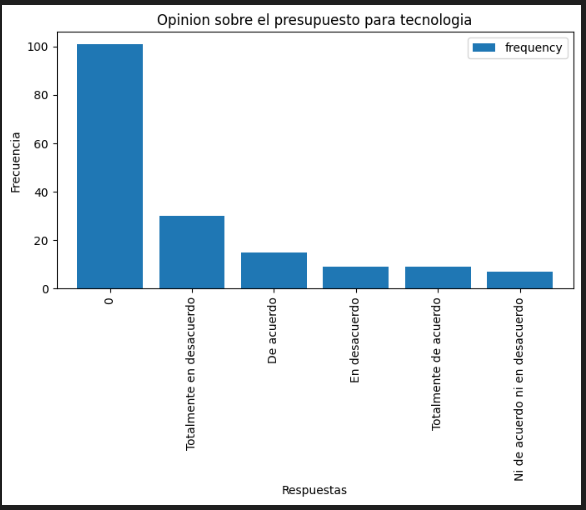 Opinion sobre el presupuesto para tecnologia
frequency
100
80
60
40
20
0
Frecuencia
0
Totalmente en desacuerdo
De acuerdo
En desacuerdo
Totalmente de acuerdo
Ni de acuerdo ni en desacuerdo
Respuestas